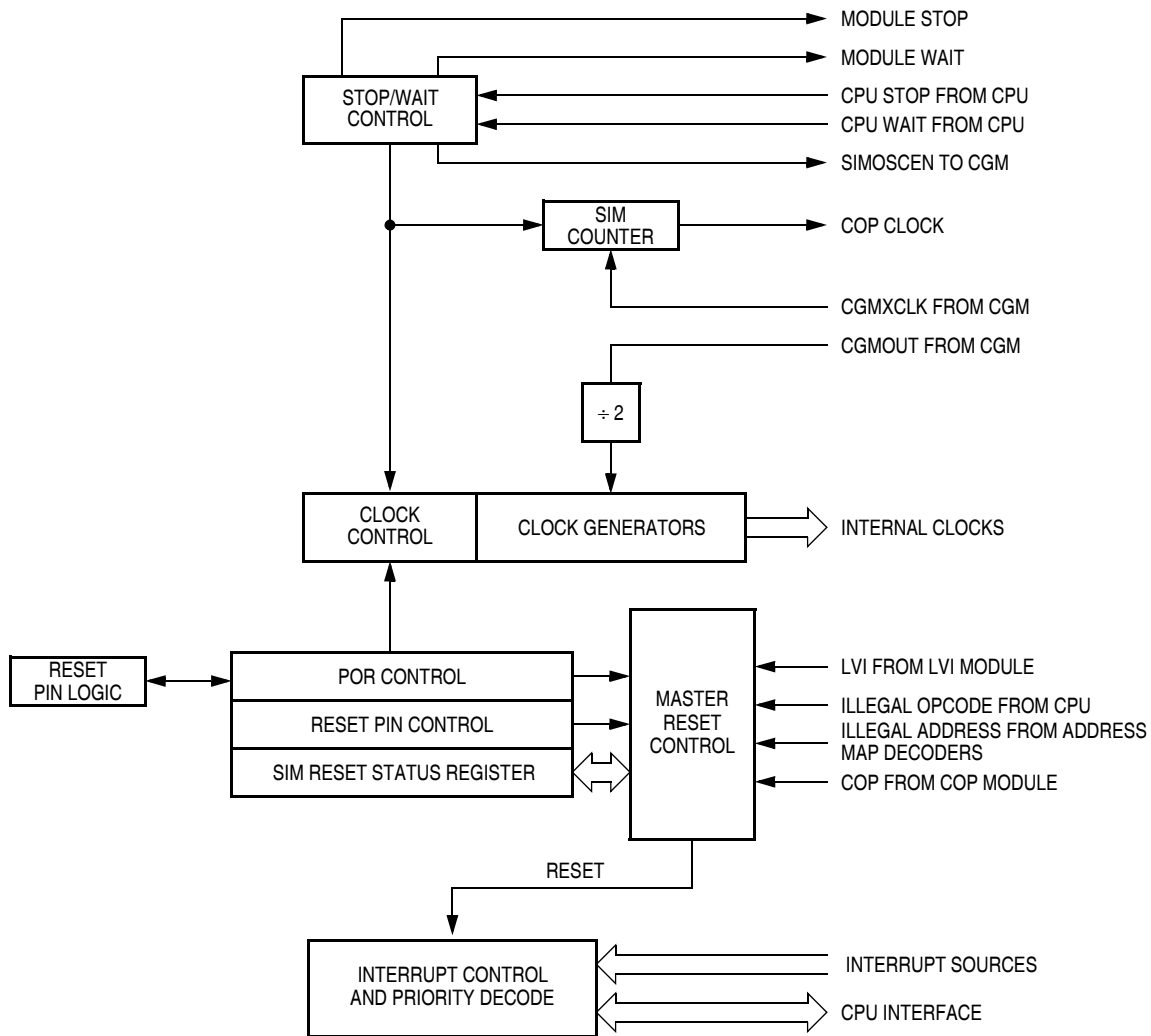 MODULE STOP
MODULE WAIT
STOP/WAIT
CONTROL
CPU STOP FROM CPU
CPU WAIT FROM CPU
SIMOSCEN TO CGM
SIM
COUNTER
COP CLOCK
CGMXCLK FROM CGM
CGMOUT FROM CGM
÷ 2
CLOCK
CONTROL
CLOCK GENERATORS
INTERNAL CLOCKS
RESET
PIN LOGIC
POR CONTROL
RESET PIN CONTROL
SIM RESET STATUS REGISTER
MASTER
RESET
CONTROL
LVI FROM LVI MODULE
ILLEGAL OPCODE FROM CPU
ILLEGAL ADDRESS FROM ADDRESS
MAP DECODERS
COP FROM COP MODULE
RESET
INTERRUPT CONTROL
AND PRIORITY DECODE
INTERRUPT SOURCES
CPU INTERFACE